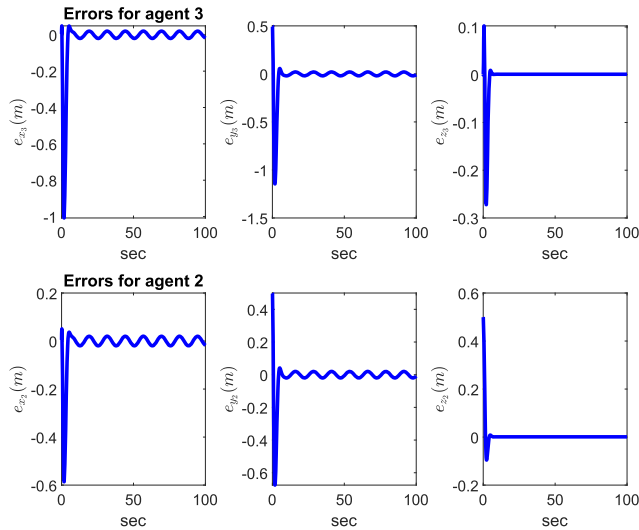 Errors for agent 3
0
-0.2
-0.4
-0.6
-0.8
-1
e_{x_3}(m)
0 50 100
sec
0.5
0
-0.5
-1
-1.5
e_{y_3}(m)
0 50 100
sec
0.1
0
-0.1
-0.2
-0.3
e_{z_3}(m)
0 50 100
sec
Errors for agent 2
0.2
0
-0.2
-0.4
-0.6
e_{x_2}(m)
0 50 100
sec
0.4
0.2
0
-0.2
-0.4
-0.6
e_{y_2}(m)
0 50 100
sec
0.6
0.4
0.2
0
-0.2
e_{z_2}(m)
0 50 100
sec